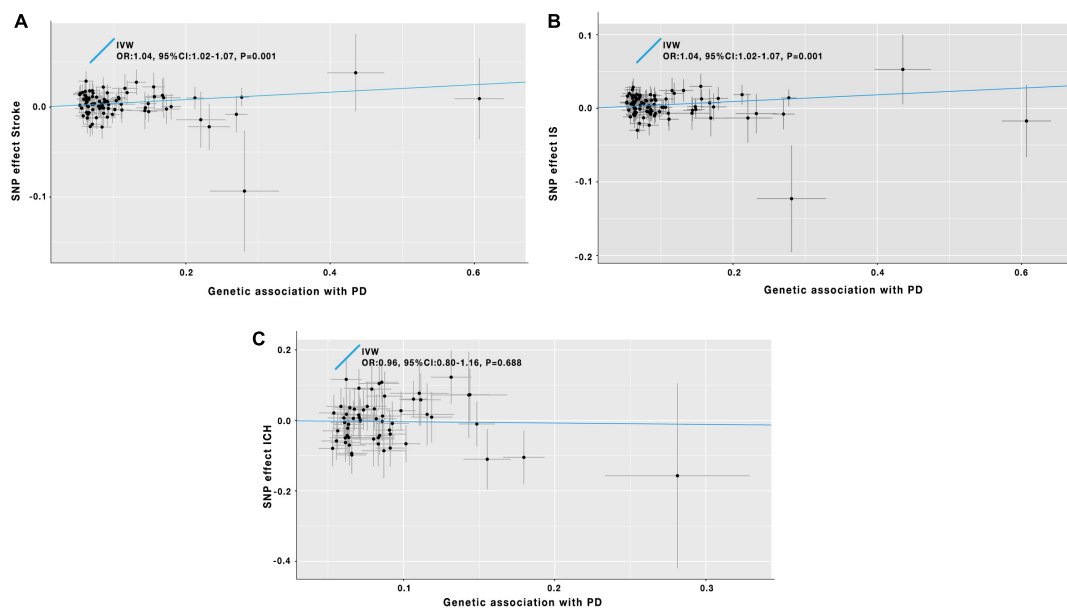 A
IVW
OR:1.04, 95%CI:1.02-1.07, P=0.001
SNP effect Stroke
0.0
-0.1
0.2
0.4
0.6
Genetic association with PD
B
IVW
OR:1.04, 95%CI:1.02-1.07, P=0.001
SNP effect IS
0.1
0.0
-0.1
-0.2
0.2
0.4
0.6
Genetic association with PD
C
IVW
OR:0.96, 95%CI:0.80-1.16, P=0.688
SNP effect ICH
0.2
0.0
-0.2
-0.4
0.1
0.2
0.3
Genetic association with PD